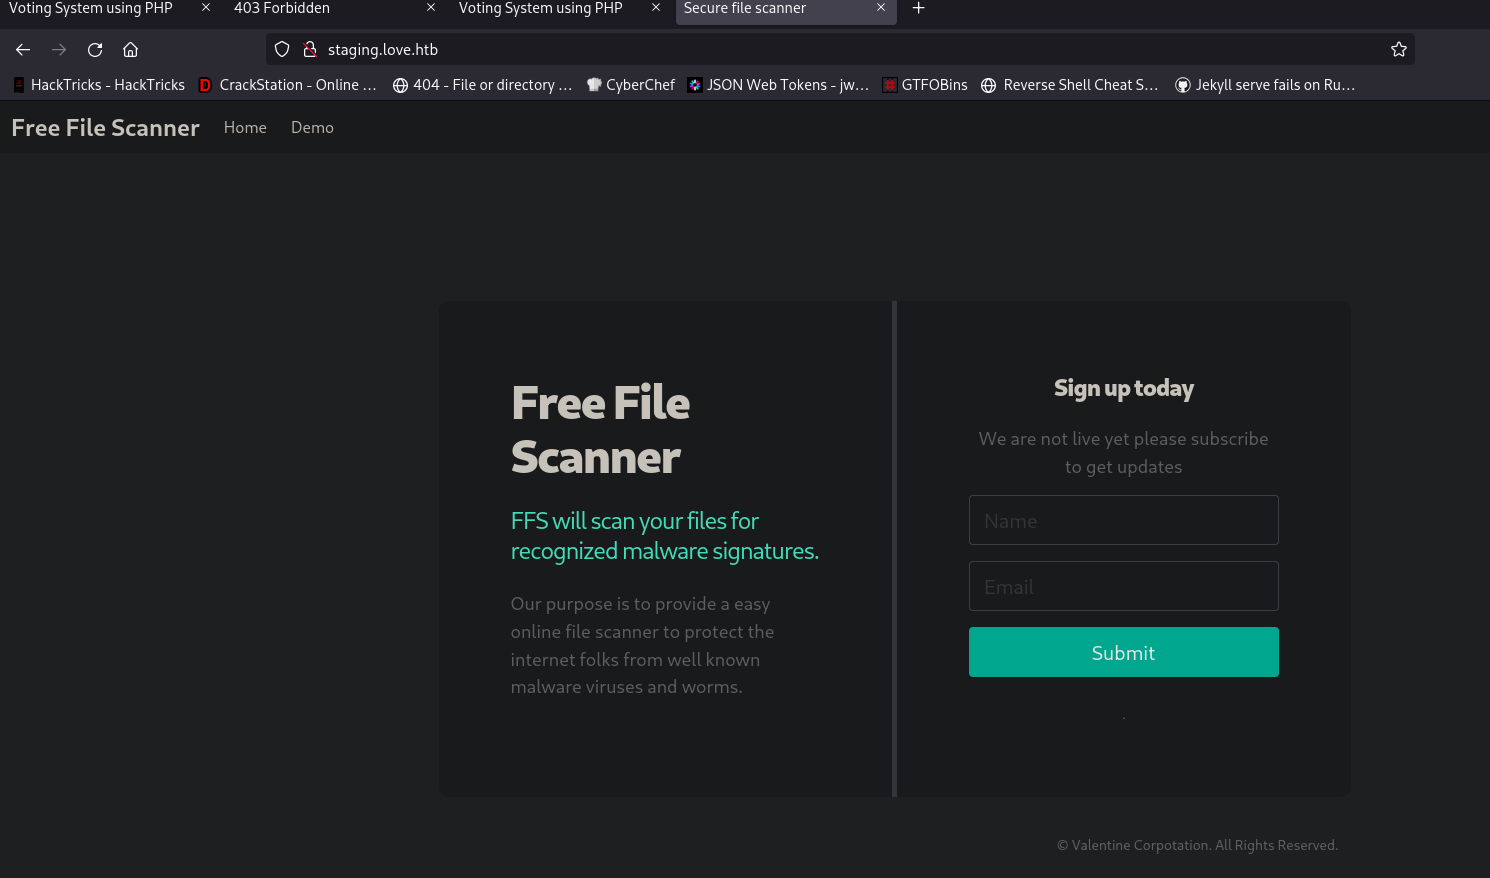 Voting System using PHP
403 Forbidden
Voting System using PHP
Secure file scanner
staging.love.htb
HackTricks - HackTricks
CrackStation - Online ...
404 - File or directory ...
CyberChef
JSON Web Tokens - jw...
GTFOBins
Reverse Shell Cheat S...
Jekyll serve fails on Ru...
Free File Scanner
Home
Demo
Free File
Scanner
FFS will scan your files for
recognized malware signatures.
Our purpose is to provide a easy
online file scanner to protect the
internet folks from well known
malware viruses and worms.
Sign up today
We are not live yet please subscribe
to get updates
Name
Email
Submit
.
© Valentine Corpotation. All Rights Reserved.